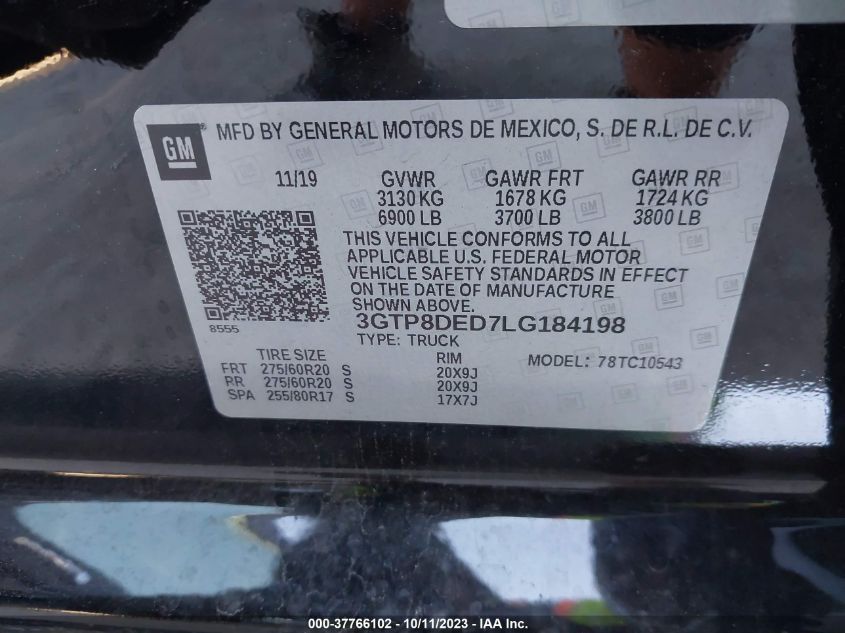 GM ® MFD BY GENERAL MOTORS DE MEXICO, S. DE R.L. DE C.V.
11/19 GVWR GAWR FRT GAWR RR
3130 KG 1678 KG 1724 KG
6900 LB 3700 LB 3800 LB
THIS VEHICLE CONFORMS TO ALL
APPLICABLE U.S. FEDERAL MOTOR
VEHICLE SAFETY STANDARDS IN EFFECT
ON THE DATE OF MANUFACTURE
SHOWN ABOVE.
8555 3GTP8DED7LG184198
TYPE: TRUCK
TIRE SIZE RIM MODEL: 78TC10543
FRT 275/60R20 S 20X9J
RR 275/60R20 S 20X9J
SPA 255/80R17 S 17X7J
000-37766102 - 10/11/2023 - IAA Inc.